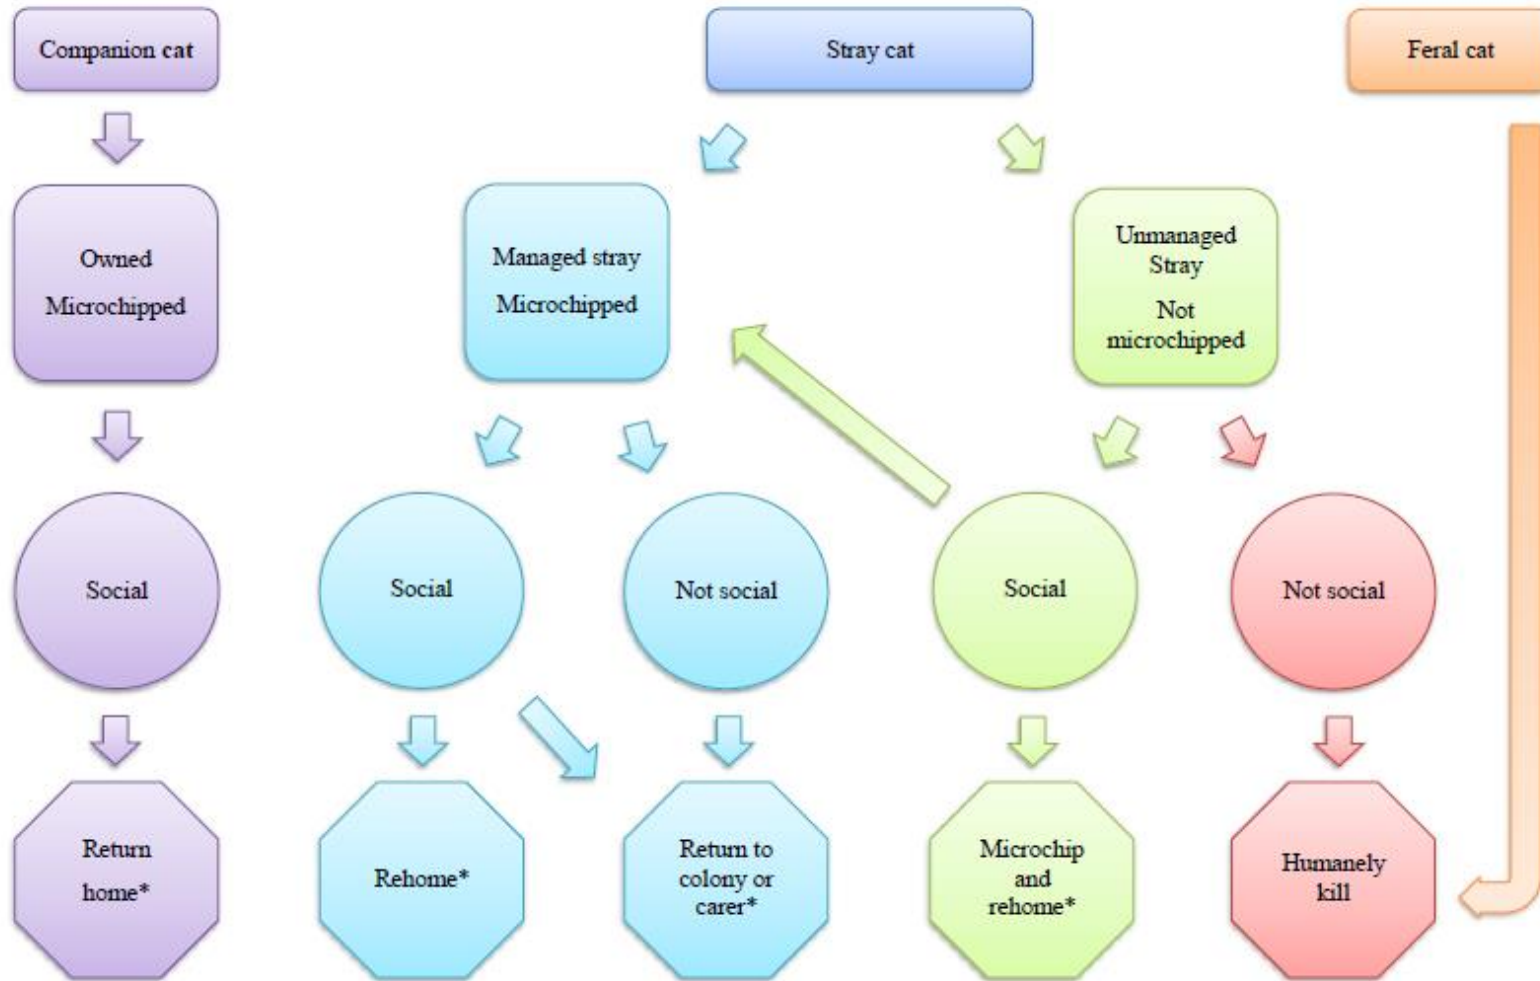 Companion cat
Stray cat
Feral cat
Owned
Microchipped
Managed stray
Microchipped
Unmanaged
Stray
Not
microchipped
Social
Social
Not social
Social
Not social
Return
home*
Rehome*
Return to
colony or
carer*
Microchip
and
rehome*
Humanely
kill